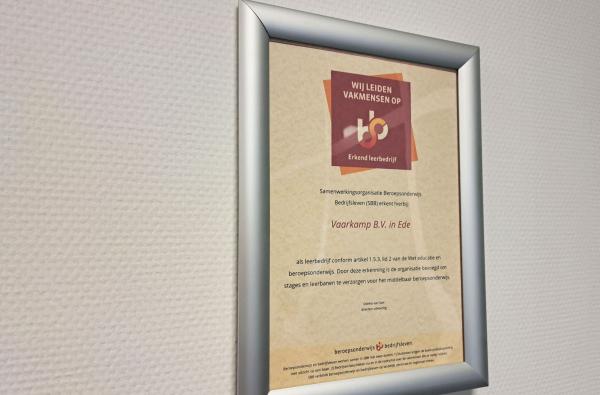 WIJ LEIDEN
VAKMENSEN OP
sbb
Erkend leerbedrijf
Samenwerkingsorganisatie Beroepsonderwijs
Bedrijfsleven (SBB) erkent hierbij
Vaarkamp B.V. in Ede
als leerbedrijf conform artikel 1.5.3, lid 2 van de Wet educatie en
beroepsonderwijs. Door deze erkenning is de organisatie bevoegd om
stages en leerbanen te verzorgen voor het middelbaar beroepsonderwijs.
beroepsonderwijs bedrijfsleven